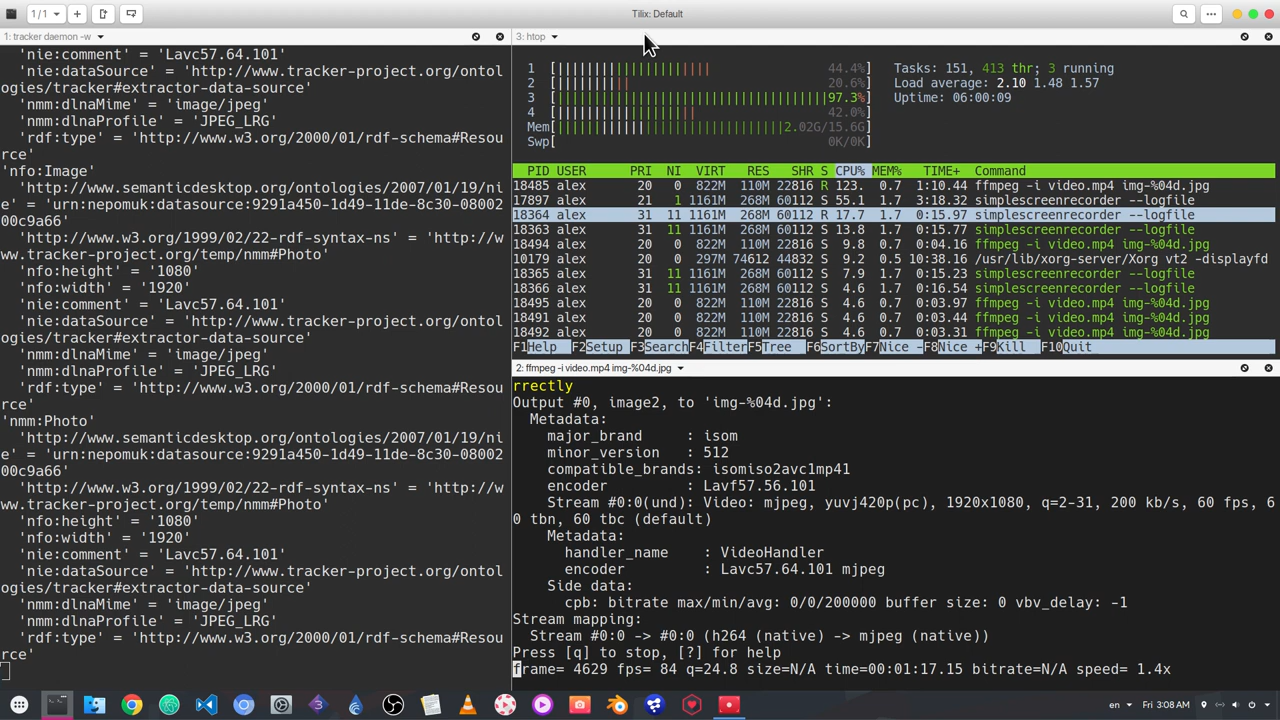 1 / 1
Tilix: Default
1: tracker daemon -w
'nie:comment' = 'Lavc57.64.101'
'nie:dataSource' = 'http://www.tracker-project.org/ontol
ogies/tracker#extractor-data-source'
'nmm:dlnaMime' = 'image/jpeg'
'nmm:dlnaProfile' = 'JPEG_LRG'
'rdf:type' = 'http://www.w3.org/2000/01/rdf-schema#Resou
rce'
'nfo:Image'
'http://www.semanticdesktop.org/ontologies/2007/01/19/ni
e' = 'urn:nepomuk:datasource:9291a450-1d49-11de-8c30-0800
200c9a66'
'http://www.w3.org/1999/02/22-rdf-syntax-ns' = 'http://w
ww.tracker-project.org/temp/nmm#Photo'
'nfo:height' = '1080'
'nfo:width' = '1920'
'nie:comment' = 'Lavc57.64.101'
'nie:dataSource' = 'http://www.tracker-project.org/ontol
ogies/tracker#extractor-data-source'
'nmm:dlnaMime' = 'image/jpeg'
'nmm:dlnaProfile' = 'JPEG_LRG'
'rdf:type' = 'http://www.w3.org/2000/01/rdf-schema#Resou
rce'
'nmm:Photo'
'http://www.semanticdesktop.org/ontologies/2007/01/19/ni
e' = 'urn:nepomuk:datasource:9291a450-1d49-11de-8c30-0802
00c9a66'
'http://www.w3.org/1999/02/22-rdf-syntax-ns' = 'http://w
ww.tracker-project.org/temp/nmm#Photo'
'nfo:height' = '1080'
'nfo:width' = '1920'
'nie:comment' = 'Lavc57.64.101'
'nie:dataSource' = 'http://www.tracker-project.org/ontol
ogies/tracker#extractor-data-source'
'nmm:dlnaMime' = 'image/jpeg'
'nmm:dlnaProfile' = 'JPEG_LRG'
'rdf:type' = 'http://www.w3.org/2000/01/rdf-schema#Resou
rce'
3: htop
1 [ 44.4%] Tasks: 151, 413 thr; 3 running
2 [ 20.6%] Load average: 2.10 1.48 1.57
3 [ 97.3%] Uptime: 06:00:09
4 [ 42.0%]
Mem[ 2.02G/15.6G]
Swp[ 0K/0K]
PID USER PRI NI VIRT RES SHR S CPU% MEM% TIME+ Command
18485 alex 20 0 822M 110M 22816 R 123. 0.7 1:10.44 ffmpeg -i video.mp4 img-%04d.jpg
17897 alex 21 1 1161M 268M 60112 S 55.1 1.7 3:18.32 simplescreenrecorder --logfile
18364 alex 31 11 1161M 268M 60112 R 17.7 1.7 0:15.97 simplescreenrecorder --logfile
18363 alex 31 11 1161M 268M 60112 S 13.8 1.7 0:15.77 simplescreenrecorder --logfile
18494 alex 20 0 822M 110M 22816 S 9.8 0.7 0:04.16 ffmpeg -i video.mp4 img-%04d.jpg
10179 alex 20 0 297M 74612 44832 S 9.2 0.5 10:38.16 /usr/lib/xorg-server/Xorg vt2 -displayfd
18365 alex 31 11 1161M 268M 60112 S 7.9 1.7 0:15.23 simplescreenrecorder --logfile
18366 alex 31 11 1161M 268M 60112 S 4.6 1.7 0:16.56 simplescreenrecorder --logfile
18495 alex 20 0 822M 110M 22816 S 4.6 0.7 0:03.97 ffmpeg -i video.mp4 img-%04d.jpg
18491 alex 20 0 822M 110M 22816 S 4.6 0.7 0:03.44 ffmpeg -i video.mp4 img-%04d.jpg
18492 alex 20 0 822M 110M 22816 S 4.6 0.7 0:03.31 ffmpeg -i video.mp4 img-%04d.jpg
F1Help F2Setup F3SearchF4FilterF5Tree F6SortByF7Nice -F8Nice +F9Kill F10Quit
2: ffmpeg -i video.mp4 img-%04d.jpg
rrectly
Output #0, image2, to 'img-%04d.jpg':
Metadata:
major_brand : isom
minor_version : 512
compatible_brands: isomiso2avc1mp41
encoder : Lavf57.56.101
Stream #0:0(und): Video: mjpeg, yuvj420p(pc), 1920x1080, q=2-31, 200 kb/s, 60 fps, 6
0 tbn, 60 tbc (default)
Metadata:
handler_name : VideoHandler
encoder : Lavc57.64.101 mjpeg
Side data:
cpb: bitrate max/min/avg: 0/0/200000 buffer size: 0 vbv_delay: -1
Stream mapping:
Stream #0:0 -> #0:0 (h264 (native) -> mjpeg (native))
Press [q] to stop, [?] for help
frame= 4629 fps= 84 q=24.8 size=N/A time=00:01:17.15 bitrate=N/A speed= 1.4x
en
Fri 3:08 AM